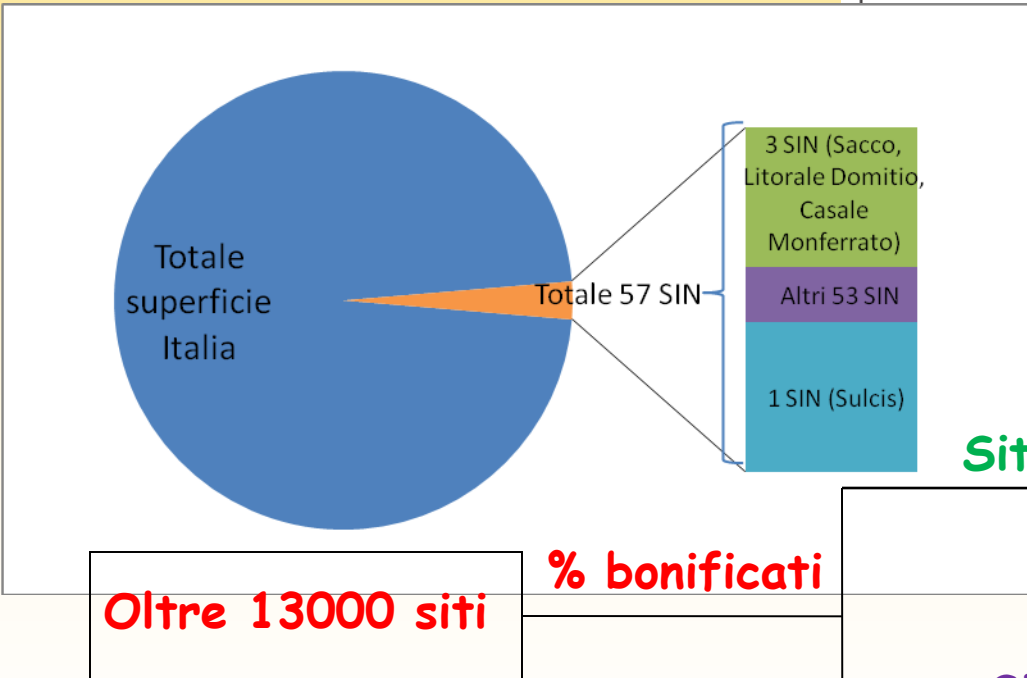 Totale
superficie
Italia
Totale 57 SIN
3 SIN (Sacco,
Litorale Domitio,
Casale
Monferrato)
Altri 53 SIN
1 SIN (Sulcis)
Sit
% bonificati
Oltre 13000 siti